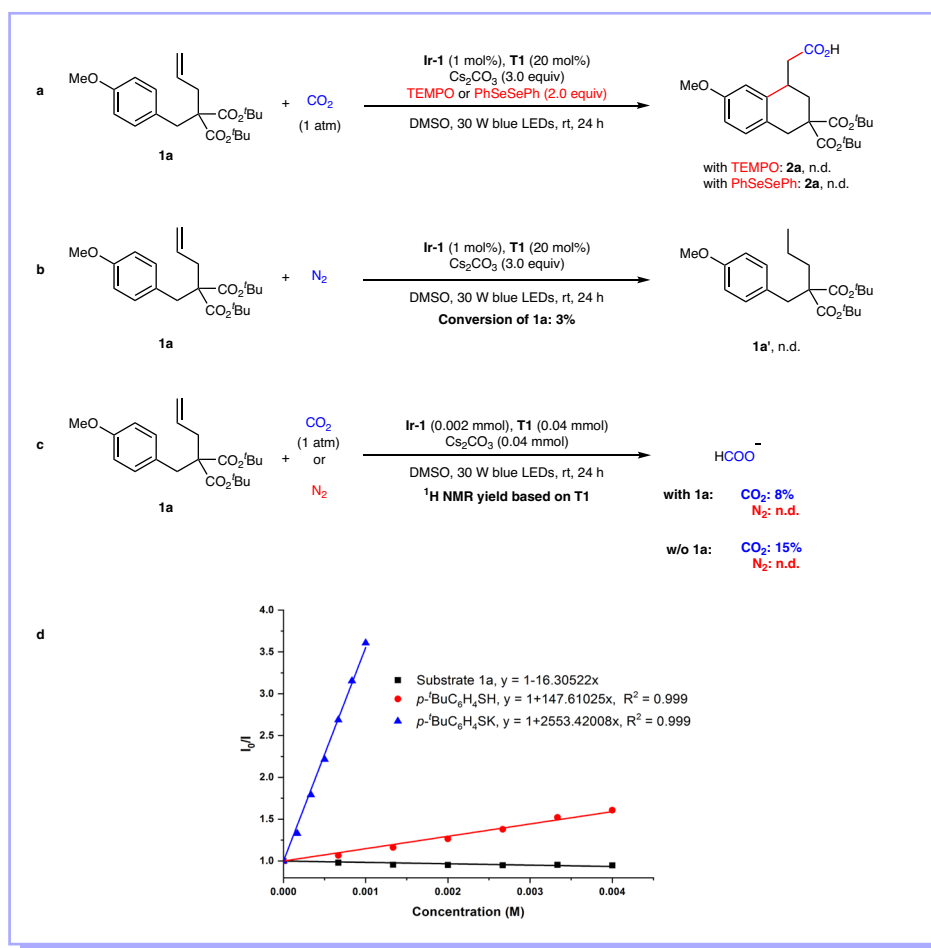 a
MeO
CO2tBu
CO2tBu
1a
+
CO2
(1 atm)
Ir-1 (1 mol%), T1 (20 mol%)
Cs2CO3 (3.0 equiv)
TEMPO or PhSeSePh (2.0 equiv)
DMSO, 30 W blue LEDs, rt, 24 h
CO2H
MeO
CO2tBu
CO2tBu
with TEMPO: 2a, n.d.
with PhSeSePh: 2a, n.d.
b
MeO
CO2tBu
CO2tBu
1a
+
N2
Ir-1 (1 mol%), T1 (20 mol%)
Cs2CO3 (3.0 equiv)
DMSO, 30 W blue LEDs, rt, 24 h
Conversion of 1a: 3%
MeO
CO2tBu
CO2tBu
1a', n.d.
c
MeO
CO2tBu
CO2tBu
1a
+
CO2
(1 atm)
or
N2
Ir-1 (0.002 mmol), T1 (0.04 mmol)
Cs2CO3 (0.04 mmol)
DMSO, 30 W blue LEDs, rt, 24 h
1H NMR yield based on T1
HCOO−
with 1a: CO2: 8%
N2: n.d.
w/o 1a: CO2: 15%
N2: n.d.
d
4.0
3.5
3.0
2.5
2.0
1.5
1.0
I0/I
Substrate 1a, y = 1-16.30522x
p-tBuC6H4SH, y = 1+147.61025x, R2 = 0.999
p-tBuC6H4SK, y = 1+2553.42008x, R2 = 0.999
0.000 0.001 0.002 0.003 0.004
Concentration (M)